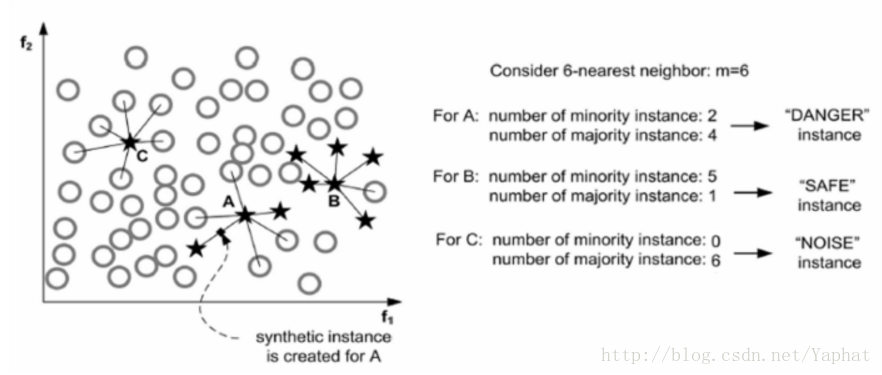 f2
Consider 6-nearest neighbor: m=6
For A: number of minority instance: 2
number of majority instance: 4
"DANGER"
instance
For B: number of minority instance: 5
number of majority instance: 1
"SAFE"
instance
For C: number of minority instance: 0
number of majority instance: 6
"NOISE"
instance
C
A
B
f1
synthetic instance
is created for A
http://blog.csdn.net/Yaphat